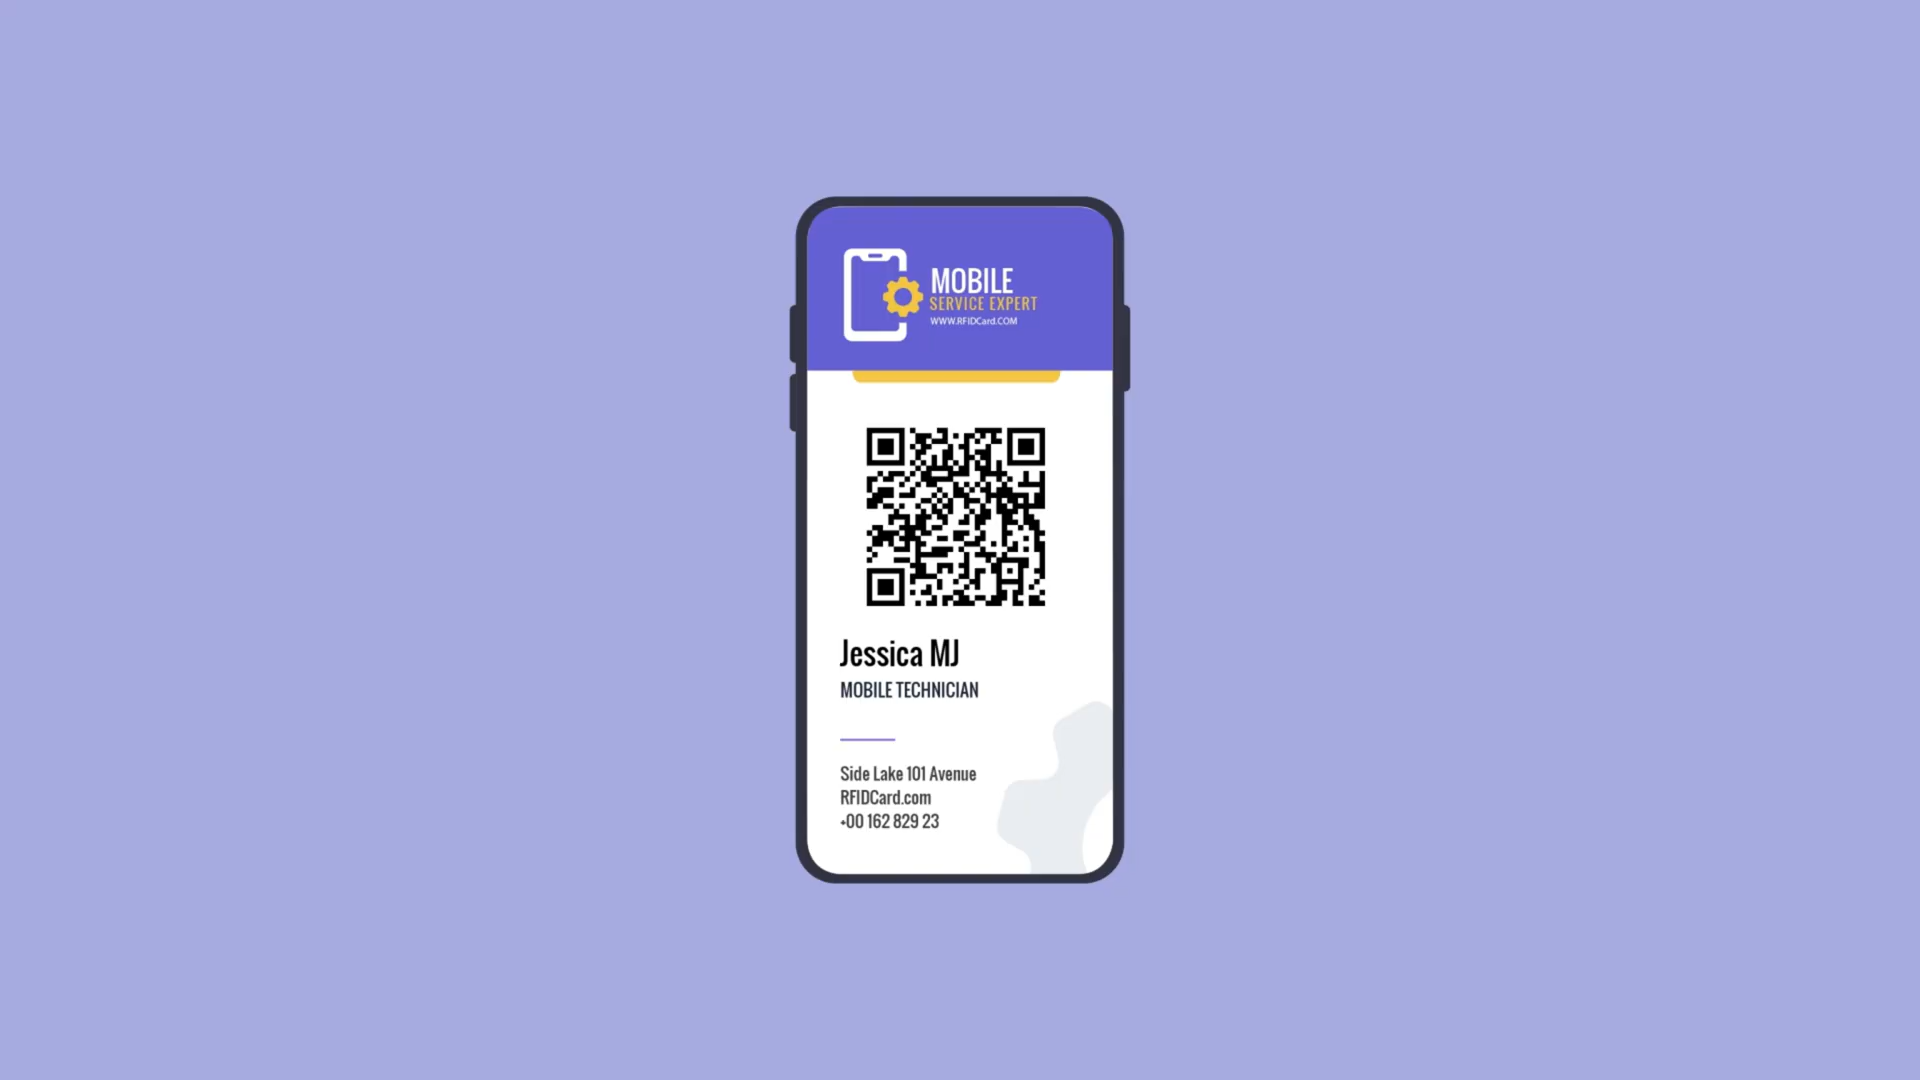 MOBILE
SERVICE EXPERT
WWW.RFIDCard.COM
Jessica MJ
MOBILE TECHNICIAN
Side Lake 101 Avenue
RFIDCard.com
+00 162 829 23